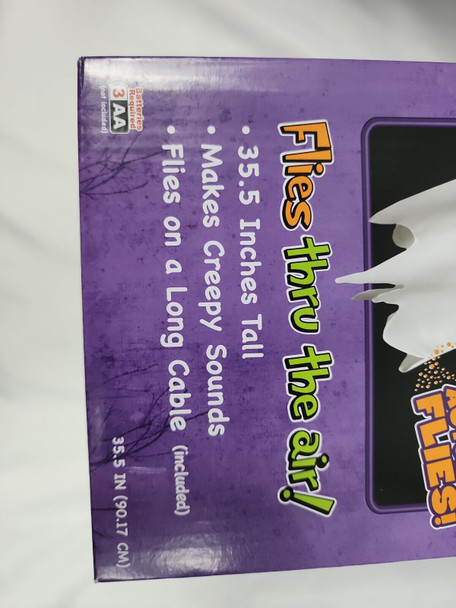 FLIES!
Flies thru the air!
• 35.5 Inches Tall
• Makes Creepy Sounds
• Flies on a Long Cable (included)
Batteries
Required
3 AA
(not included)
35.5 IN (90.17 CM)